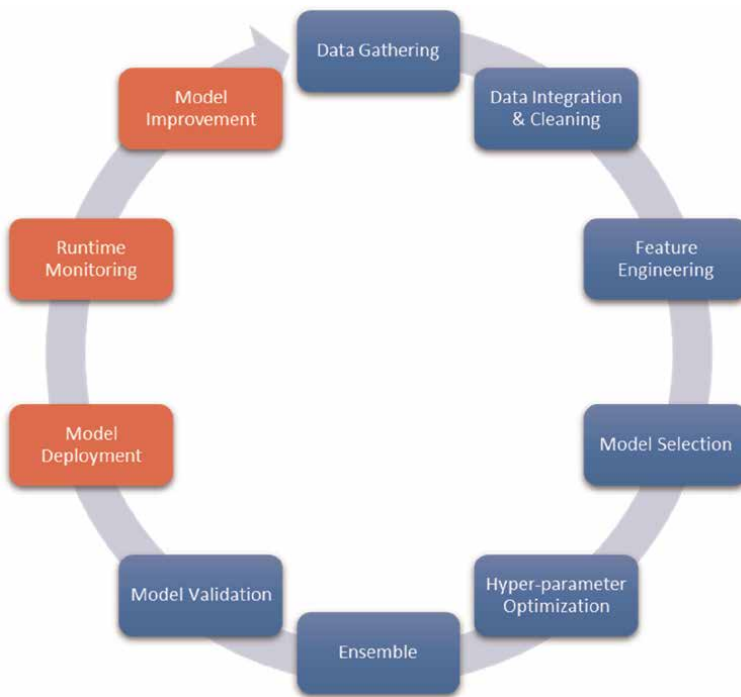 Data Gathering
Data Integration
& Cleaning
Feature
Engineering
Model Selection
Hyper-parameter
Optimization
Ensemble
Model Validation
Model
Deployment
Runtime
Monitoring
Model
Improvement